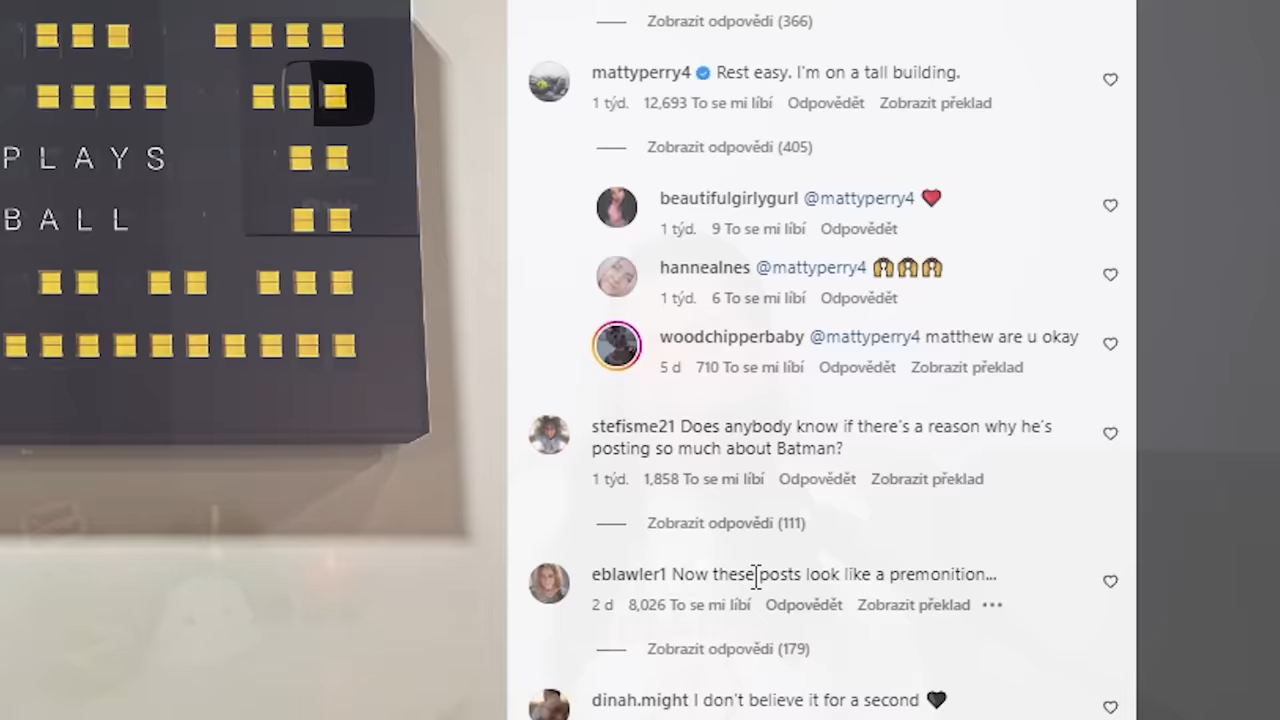 PLAYS
BALL
Zobrazit odpovědi (366)
mattyperry4 Rest easy. I'm on a tall building.
1 týd. 12,693 To se mi líbí Odpovědět Zobrazit překlad
Zobrazit odpovědi (405)
beautifulgirlygurl @mattyperry4
1 týd. 9 To se mi líbí Odpovědět
hannealnes @mattyperry4
1 týd. 6 To se mi líbí Odpovědět
woodchipperbaby @mattyperry4 matthew are u okay
5 d 710 To se mi líbí Odpovědět Zobrazit překlad
stefisme21 Does anybody know if there's a reason why he's
posting so much about Batman?
1 týd. 1,858 To se mi líbí Odpovědět Zobrazit překlad
Zobrazit odpovědi (111)
eblawler1 Now these posts look like a premonition...
2 d 8,026 To se mi líbí Odpovědět Zobrazit překlad
Zobrazit odpovědi (179)
dinah.might I don't believe it for a second